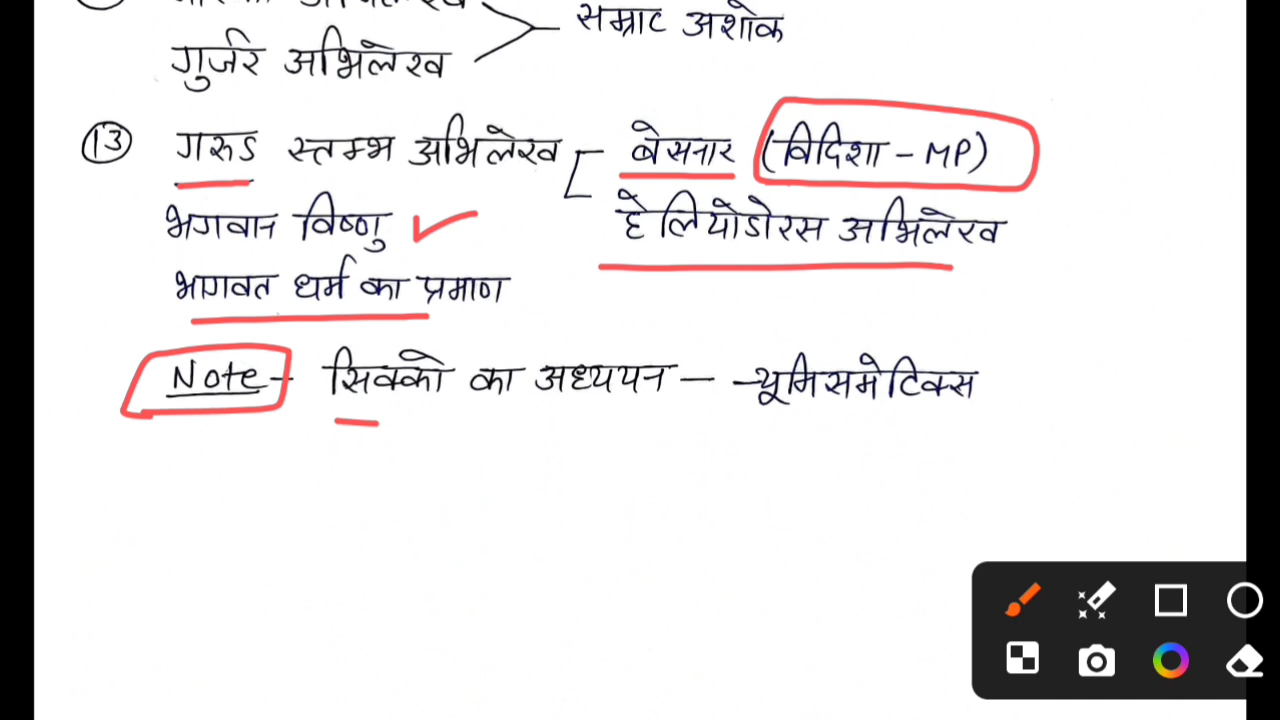 सम्राट अशोक
गुर्जर अभिलेख
13 गरुड स्तम्भ अभिलेख - बेसनार (विदिशा - MP)
भगवान विष्णु ✓ हेलियोडोरस अभिलेख
भागवत धर्म का प्रमाण
Note - सिक्को का अध्ययन - न्यूमिसमेटिक्स